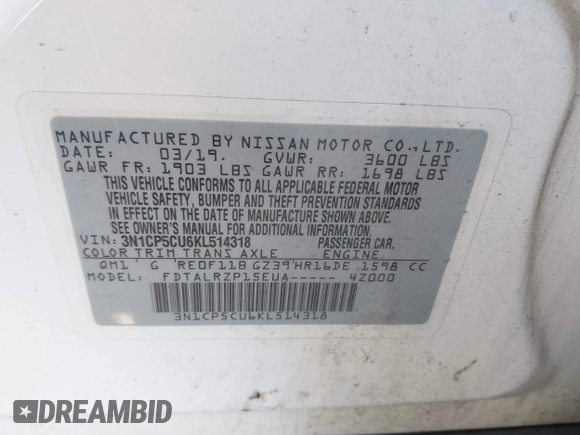 MANUFACTURED BY NISSAN MOTOR CO.,LTD.
DATE: 03/19. GVWR: 3600 LBS
GAWR FR: 1903 LBS GAWR RR: 1698 LBS
THIS VEHICLE CONFORMS TO ALL APPLICABLE FEDERAL MOTOR
VEHICLE SAFETY, BUMPER AND THEFT PREVENTION STANDARDS
IN EFFECT ON THE DATE OF MANUFACTURE SHOWN ABOVE.
SEE OWNER'S MANUAL FOR ADDITIONAL INFORMATION.
VIN: 3N1CP5CU6KL514318 PASSENGER CAR.
COLOR TRIM TRANS AXLE ENGINE
QM1 G RE0F11B GZ39 HR16DE 1598 CC
MODEL: FDTALRZP15EUA----- 4Z000
3N1CP5CU6KL514318
DREAMBID